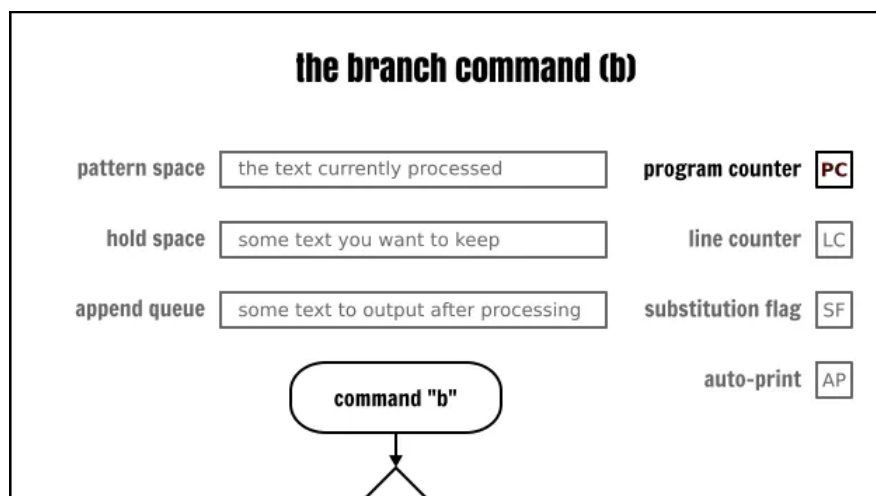 the branch command (b)
pattern space the text currently processed program counter PC
hold space some text you want to keep line counter LC
append queue some text to output after processing substitution flag SF
auto-print AP
command "b"